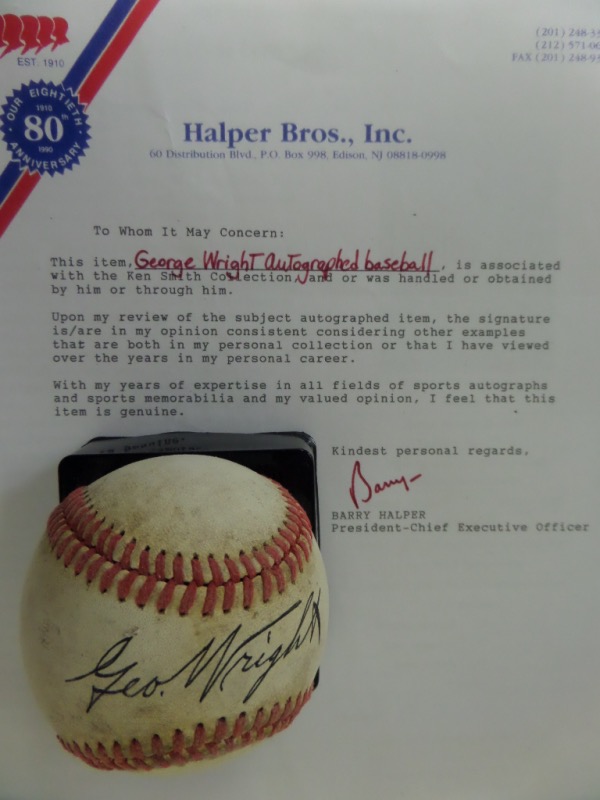 EST. 1910
OUR EIGHTIETH
1910
80
1990
ANNIVERSARY
(201) 248-
(212) 571-
FAX (201) 248-
Halper Bros., Inc.
60 Distribution Blvd., P.O. Box 998, Edison, NJ 08818-0998
To Whom It May Concern:
This item, George Wright Autographed baseball, is associated
with the Ken Smith Collection, and or was handled or obtained
by him or through him.
Upon my review of the subject autographed item, the signature
is/are in my opinion consistent considering other examples
that are both in my personal collection or that I have viewed
over the years in my personal career.
With my years of expertise in all fields of sports autographs
and sports memorabilia and my valued opinion, I feel that this
item is genuine.
Kindest personal regards,
Barry
BARRY HALPER
President-Chief Executive Officer
Geo. Wright